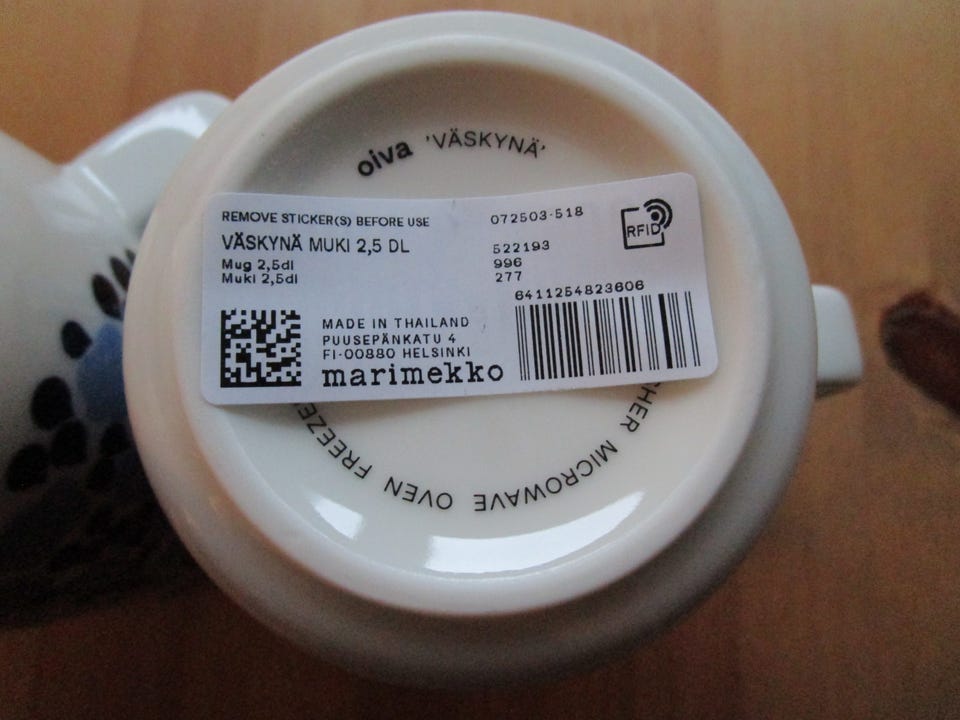 oiva 'VÄSKYNÄ'
REMOVE STICKER(S) BEFORE USE
VÄSKYNÄ MUKI 2,5 DL
Mug 2,5dl
Muki 2,5dl
072503-518
522193
996
277
6411254823606
RFID
MADE IN THAILAND
PUUSEPÄNKATU 4
FI-00880 HELSINKI
marimekko
MICROWAVE OVEN